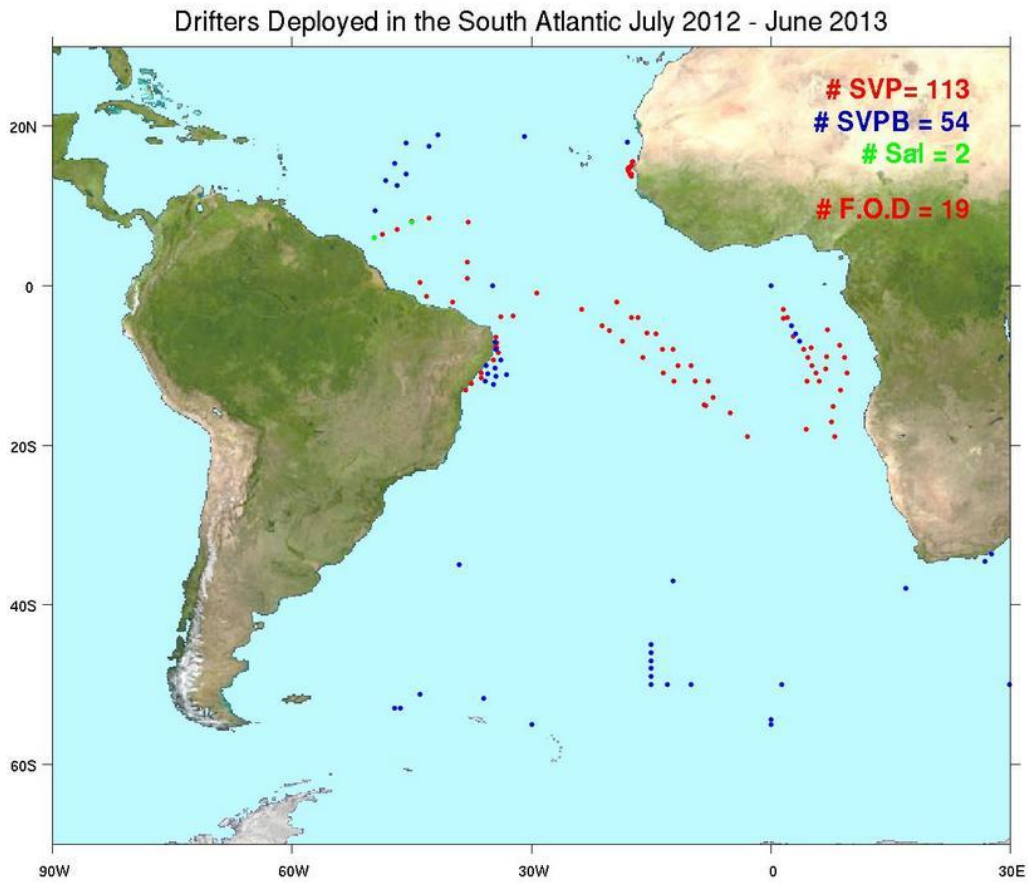 Drifters Deployed in the South Atlantic July 2012 - June 2013
# SVP= 113
# SVPB = 54
# Sal = 2
# F.O.D = 19
20N
0
20S
40S
60S
90W 60W 30W 0 30E